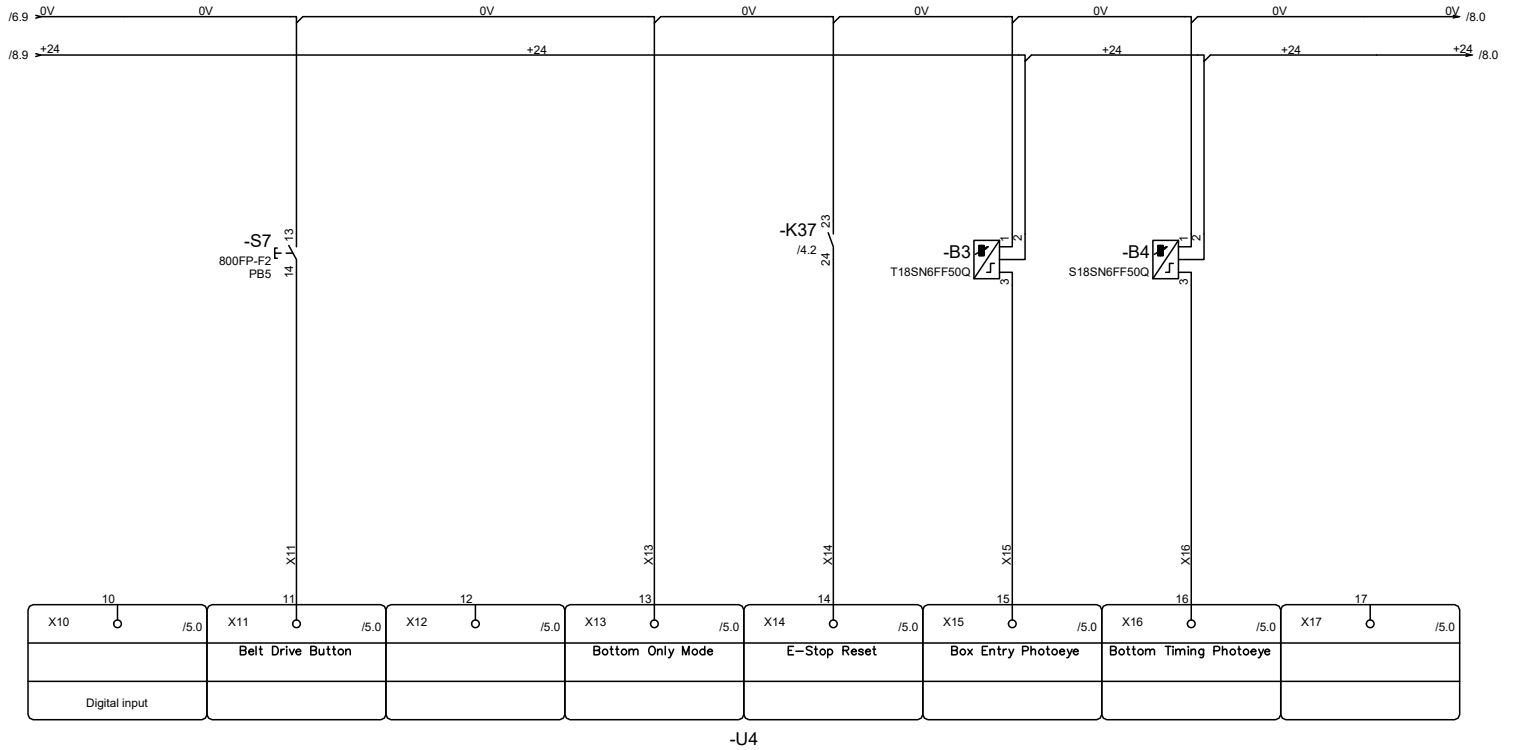 /6.9 0V 0V 0V 0V 0V 0V 0V 0V /8.0
/8.9 +24 +24 +24 +24 +24 /8.0
-S7
800FP-F2
PB5
13
14
-K37
/4.2
23
24
-B3
T18SN6FF50Q
1
2
3
-B4
S18SN6FF50Q
1
2
3
X11 X13 X14 X15 X16
10 11 12 13 14 15 16 17
X10 /5.0 X11 /5.0 X12 /5.0 X13 /5.0 X14 /5.0 X15 /5.0 X16 /5.0 X17 /5.0
Belt Drive Button Bottom Only Mode E-Stop Reset Box Entry Photoeye Bottom Timing Photoeye
Digital input
-U4